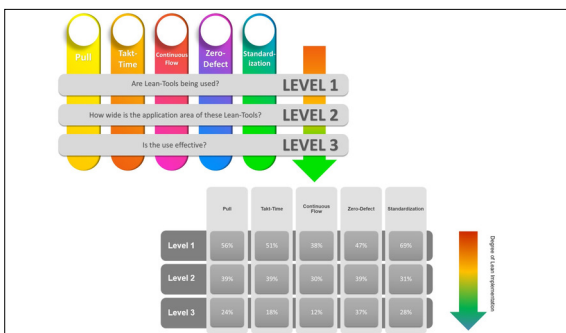 Pull
Takt-
Time
Continuous
Flow
Zero-
Defect
Standard-
ization
Are Lean-Tools being used?
LEVEL 1
How wide is the application area of these Lean-Tools?
LEVEL 2
Is the use effective?
LEVEL 3
Pull Takt-Time Continuous Flow Zero-Defect Standardization
Level 1 56% 51% 38% 47% 69%
Level 2 39% 39% 30% 39% 31%
Level 3 24% 18% 12% 37% 28%
Degree of Lean Implementation